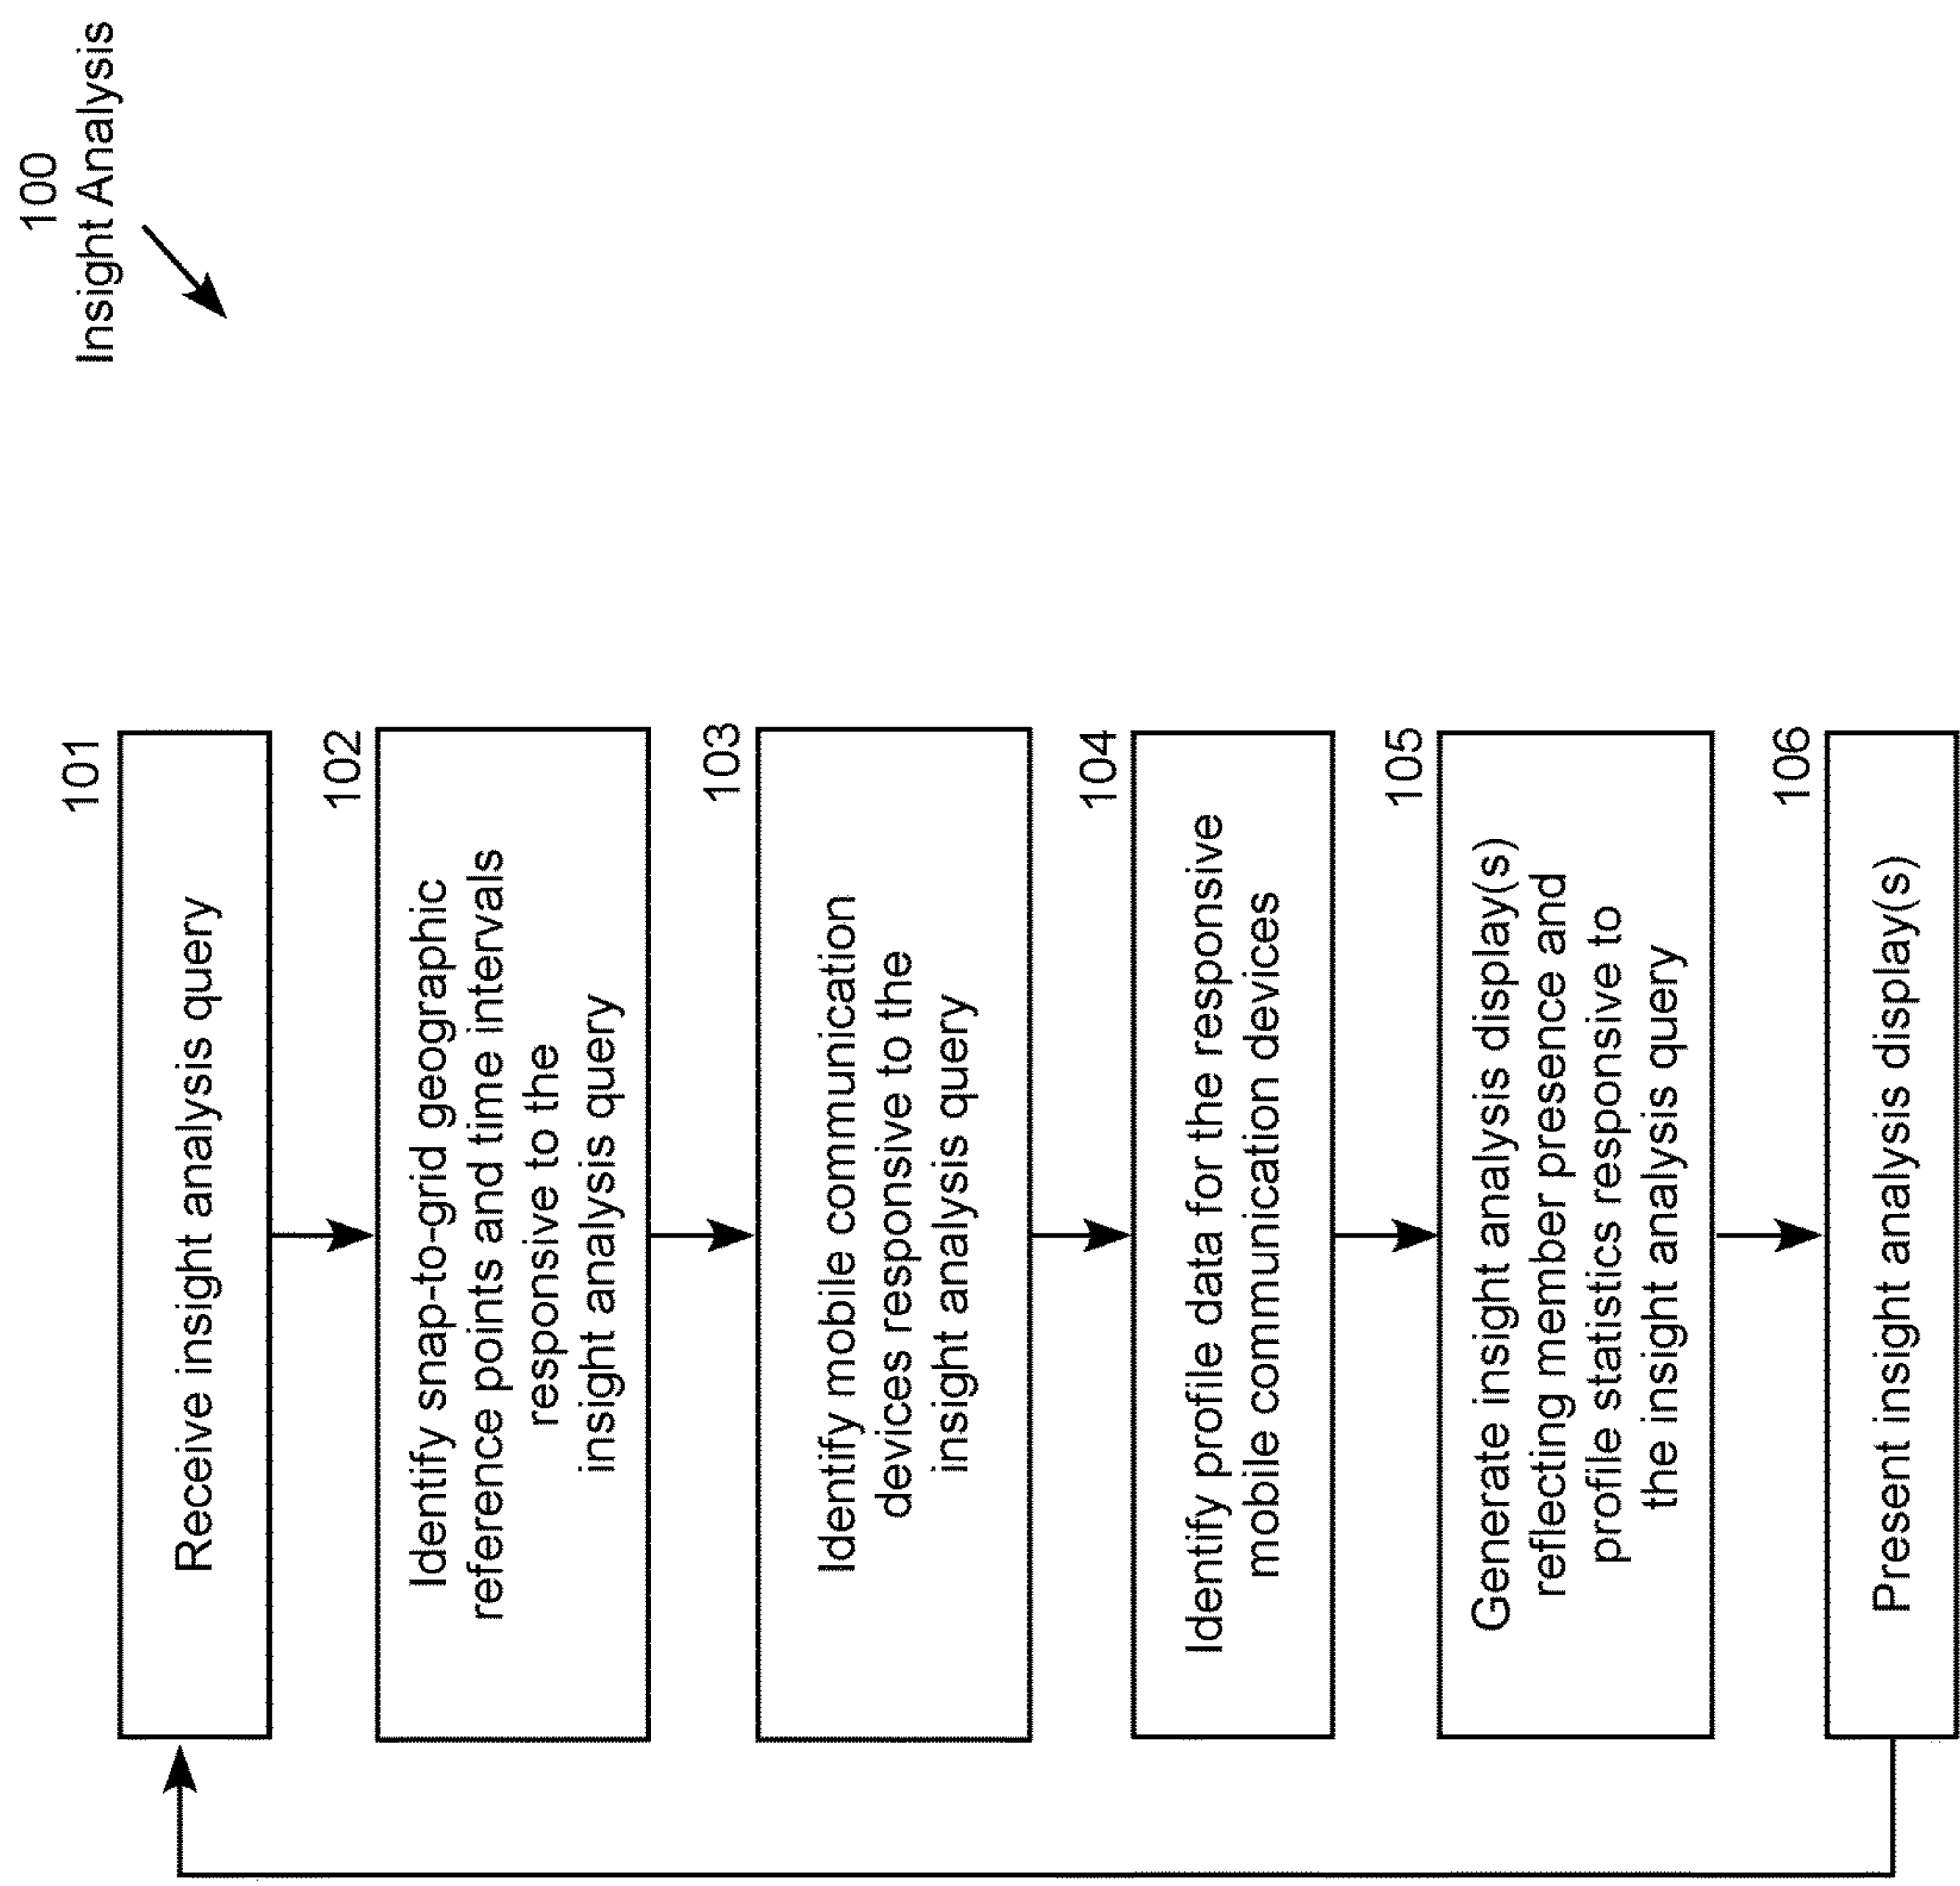 100
Insight Analysis
101
Receive insight analysis query
102
Identify snap-to-grid geographic
reference points and time intervals
responsive to the
insight analysis query
103
Identify mobile communication
devices responsive to the
insight analysis query
104
Identify profile data for the responsive
mobile communication devices
105
Generate insight analysis display(s)
reflecting member presence and
profile statistics responsive to
the insight analysis query
106
Present insight analysis display(s)